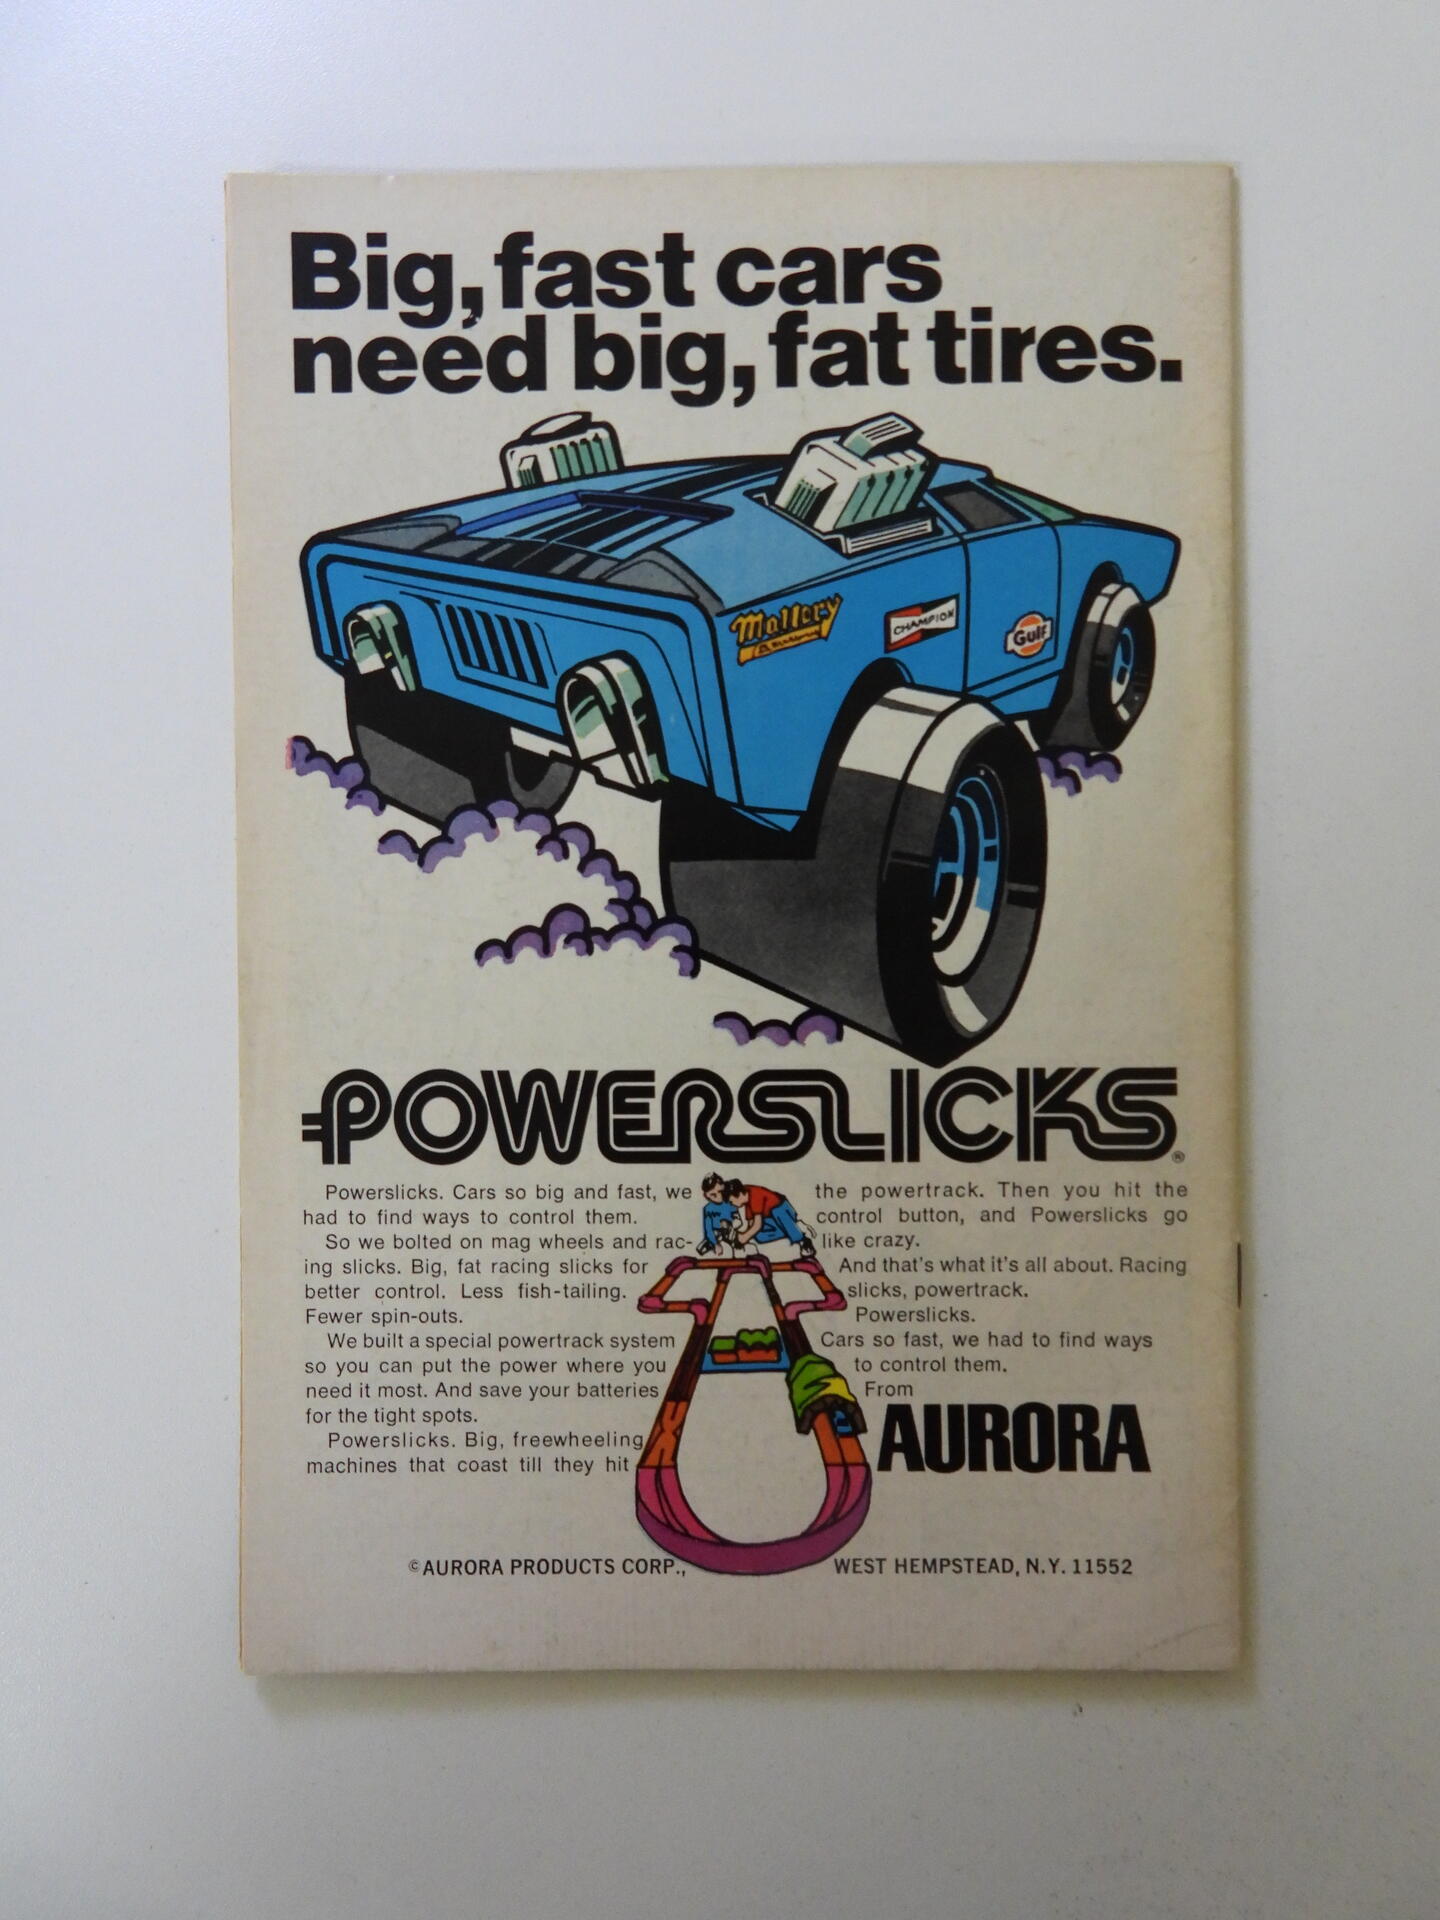 Big, fast cars
need big, fat tires.
Mallory
CHAMPION
Gulf
POWERSLICKS®
Powerslicks. Cars so big and fast, we
had to find ways to control them.
So we bolted on mag wheels and rac-
ing slicks. Big, fat racing slicks for
better control. Less fish-tailing.
Fewer spin-outs.
We built a special powertrack system
so you can put the power where you
need it most. And save your batteries
for the tight spots.
Powerslicks. Big, freewheeling
machines that coast till they hit
the powertrack. Then you hit the
control button, and Powerslicks go
like crazy.
And that's what it's all about. Racing
slicks, powertrack.
Powerslicks.
Cars so fast, we had to find ways
to control them.
From
AURORA
©AURORA PRODUCTS CORP., WEST HEMPSTEAD, N.Y. 11552